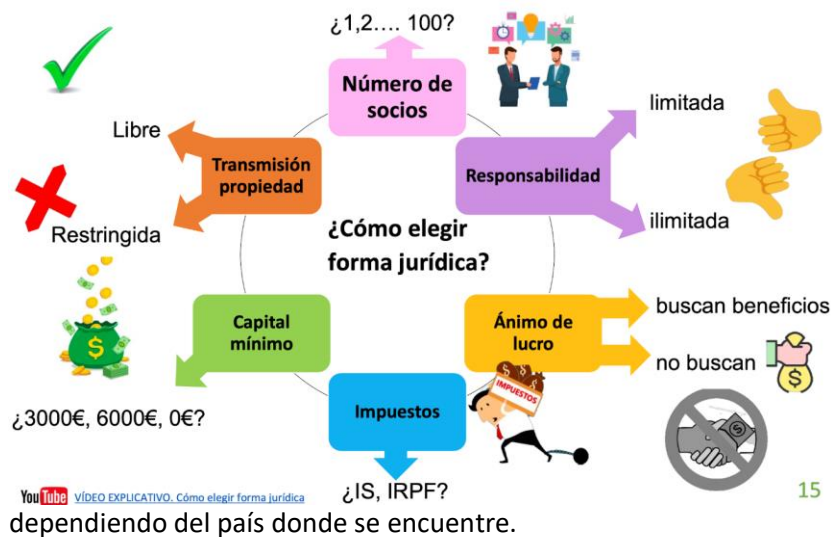 ¿1,2.... 100?
Número de
socios
Libre
Transmisión
propiedad
Restringida
Responsabilidad
limitada
ilimitada
¿Cómo elegir
forma jurídica?
Capital
mínimo
¿3000€, 6000€, 0€?
Ánimo de
lucro
buscan beneficios
no buscan
IMPUESTOS
Impuestos
¿IS, IRPF?
YouTube VÍDEO EXPLICATIVO. Cómo elegir forma jurídica
15
dependiendo del país donde se encuentre.